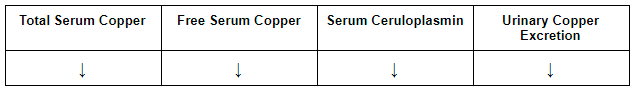 Total Serum Copper Free Serum Copper Serum Ceruloplasmin Urinary Copper Excretion
↓ ↓ ↓ ↓